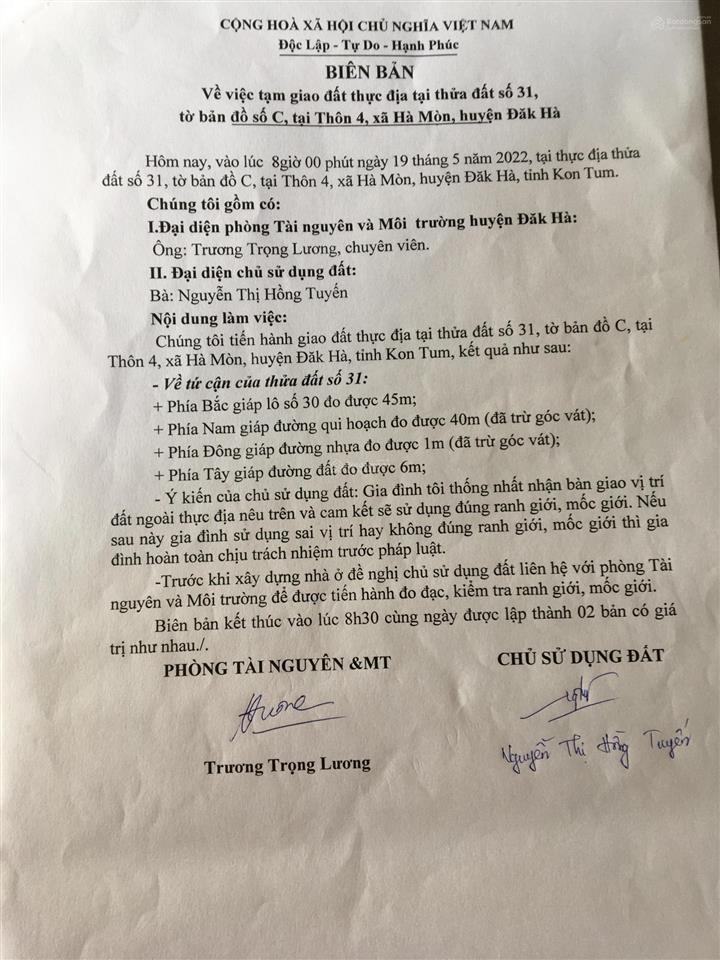 CỘNG HOÀ XÃ HỘI CHỦ NGHĨA VIỆT NAM
Độc Lập - Tự Do - Hạnh Phúc
BIÊN BẢN
Về việc tạm giao đất thực địa tại thửa đất số 31,
tờ bản đồ số C, tại Thôn 4, xã Hà Mòn, huyện Đăk Hà
Hôm nay, vào lúc 8giờ 00 phút ngày 19 tháng 5 năm 2022, tại thực địa thửa
đất số 31, tờ bản đồ C, tại Thôn 4, xã Hà Mòn, huyện Đăk Hà, tỉnh Kon Tum.
Chúng tôi gồm có:
I.Đại diện phòng Tài nguyên và Môi trường huyện Đăk Hà:
Ông: Trương Trọng Lương, chuyên viên.
II. Đại diện chủ sử dụng đất:
Bà: Nguyễn Thị Hồng Tuyến
Nội dung làm việc:
Chúng tôi tiến hành giao đất thực địa tại thửa đất số 31, tờ bản đồ C, tại
Thôn 4, xã Hà Mòn, huyện Đăk Hà, tỉnh Kon Tum, kết quả như sau:
- Về tứ cận của thửa đất số 31:
+ Phía Bắc giáp lô số 30 đo được 45m;
+ Phía Nam giáp đường qui hoạch đo được 40m (đã trừ góc vát);
+ Phía Đông giáp đường nhựa đo được 1m (đã trừ góc vát);
+ Phía Tây giáp đường đất đo được 6m;
- Ý kiến của chủ sử dụng đất: Gia đình tôi thống nhất nhận bàn giao vị trí
đất ngoài thực địa nêu trên và cam kết sẽ sử dụng đúng ranh giới, mốc giới. Nếu
sau này gia đình sử dụng sai vị trí hay không đúng ranh giới, mốc giới thì gia
đình hoàn toàn chịu trách nhiệm trước pháp luật.
-Trước khi xây dựng nhà ở đề nghị chủ sử dụng đất liên hệ với phòng Tài
nguyên và Môi trường để được tiến hành đo đạc, kiểm tra ranh giới, mốc giới.
Biên bản kết thúc vào lúc 8h30 cùng ngày được lập thành 02 bản có giá
trị như nhau./.
PHÒNG TÀI NGUYÊN &MT
CHỦ SỬ DỤNG ĐẤT
Trương Trọng Lương
Nguyễn Thị Hồng Tuyến